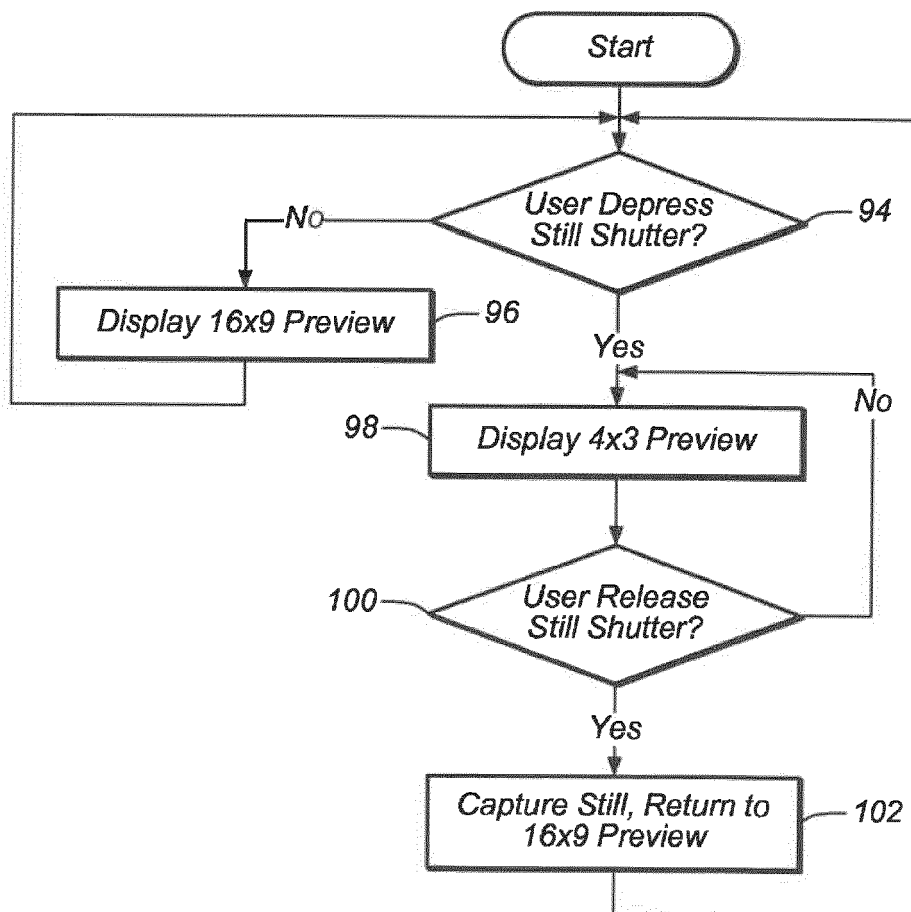 Start
User Depress
Still Shutter?
94
No
Display 16x9 Preview
96
Yes
No
98
Display 4x3 Preview
100
User Release
Still Shutter?
Yes
Capture Still, Return to
16x9 Preview
102